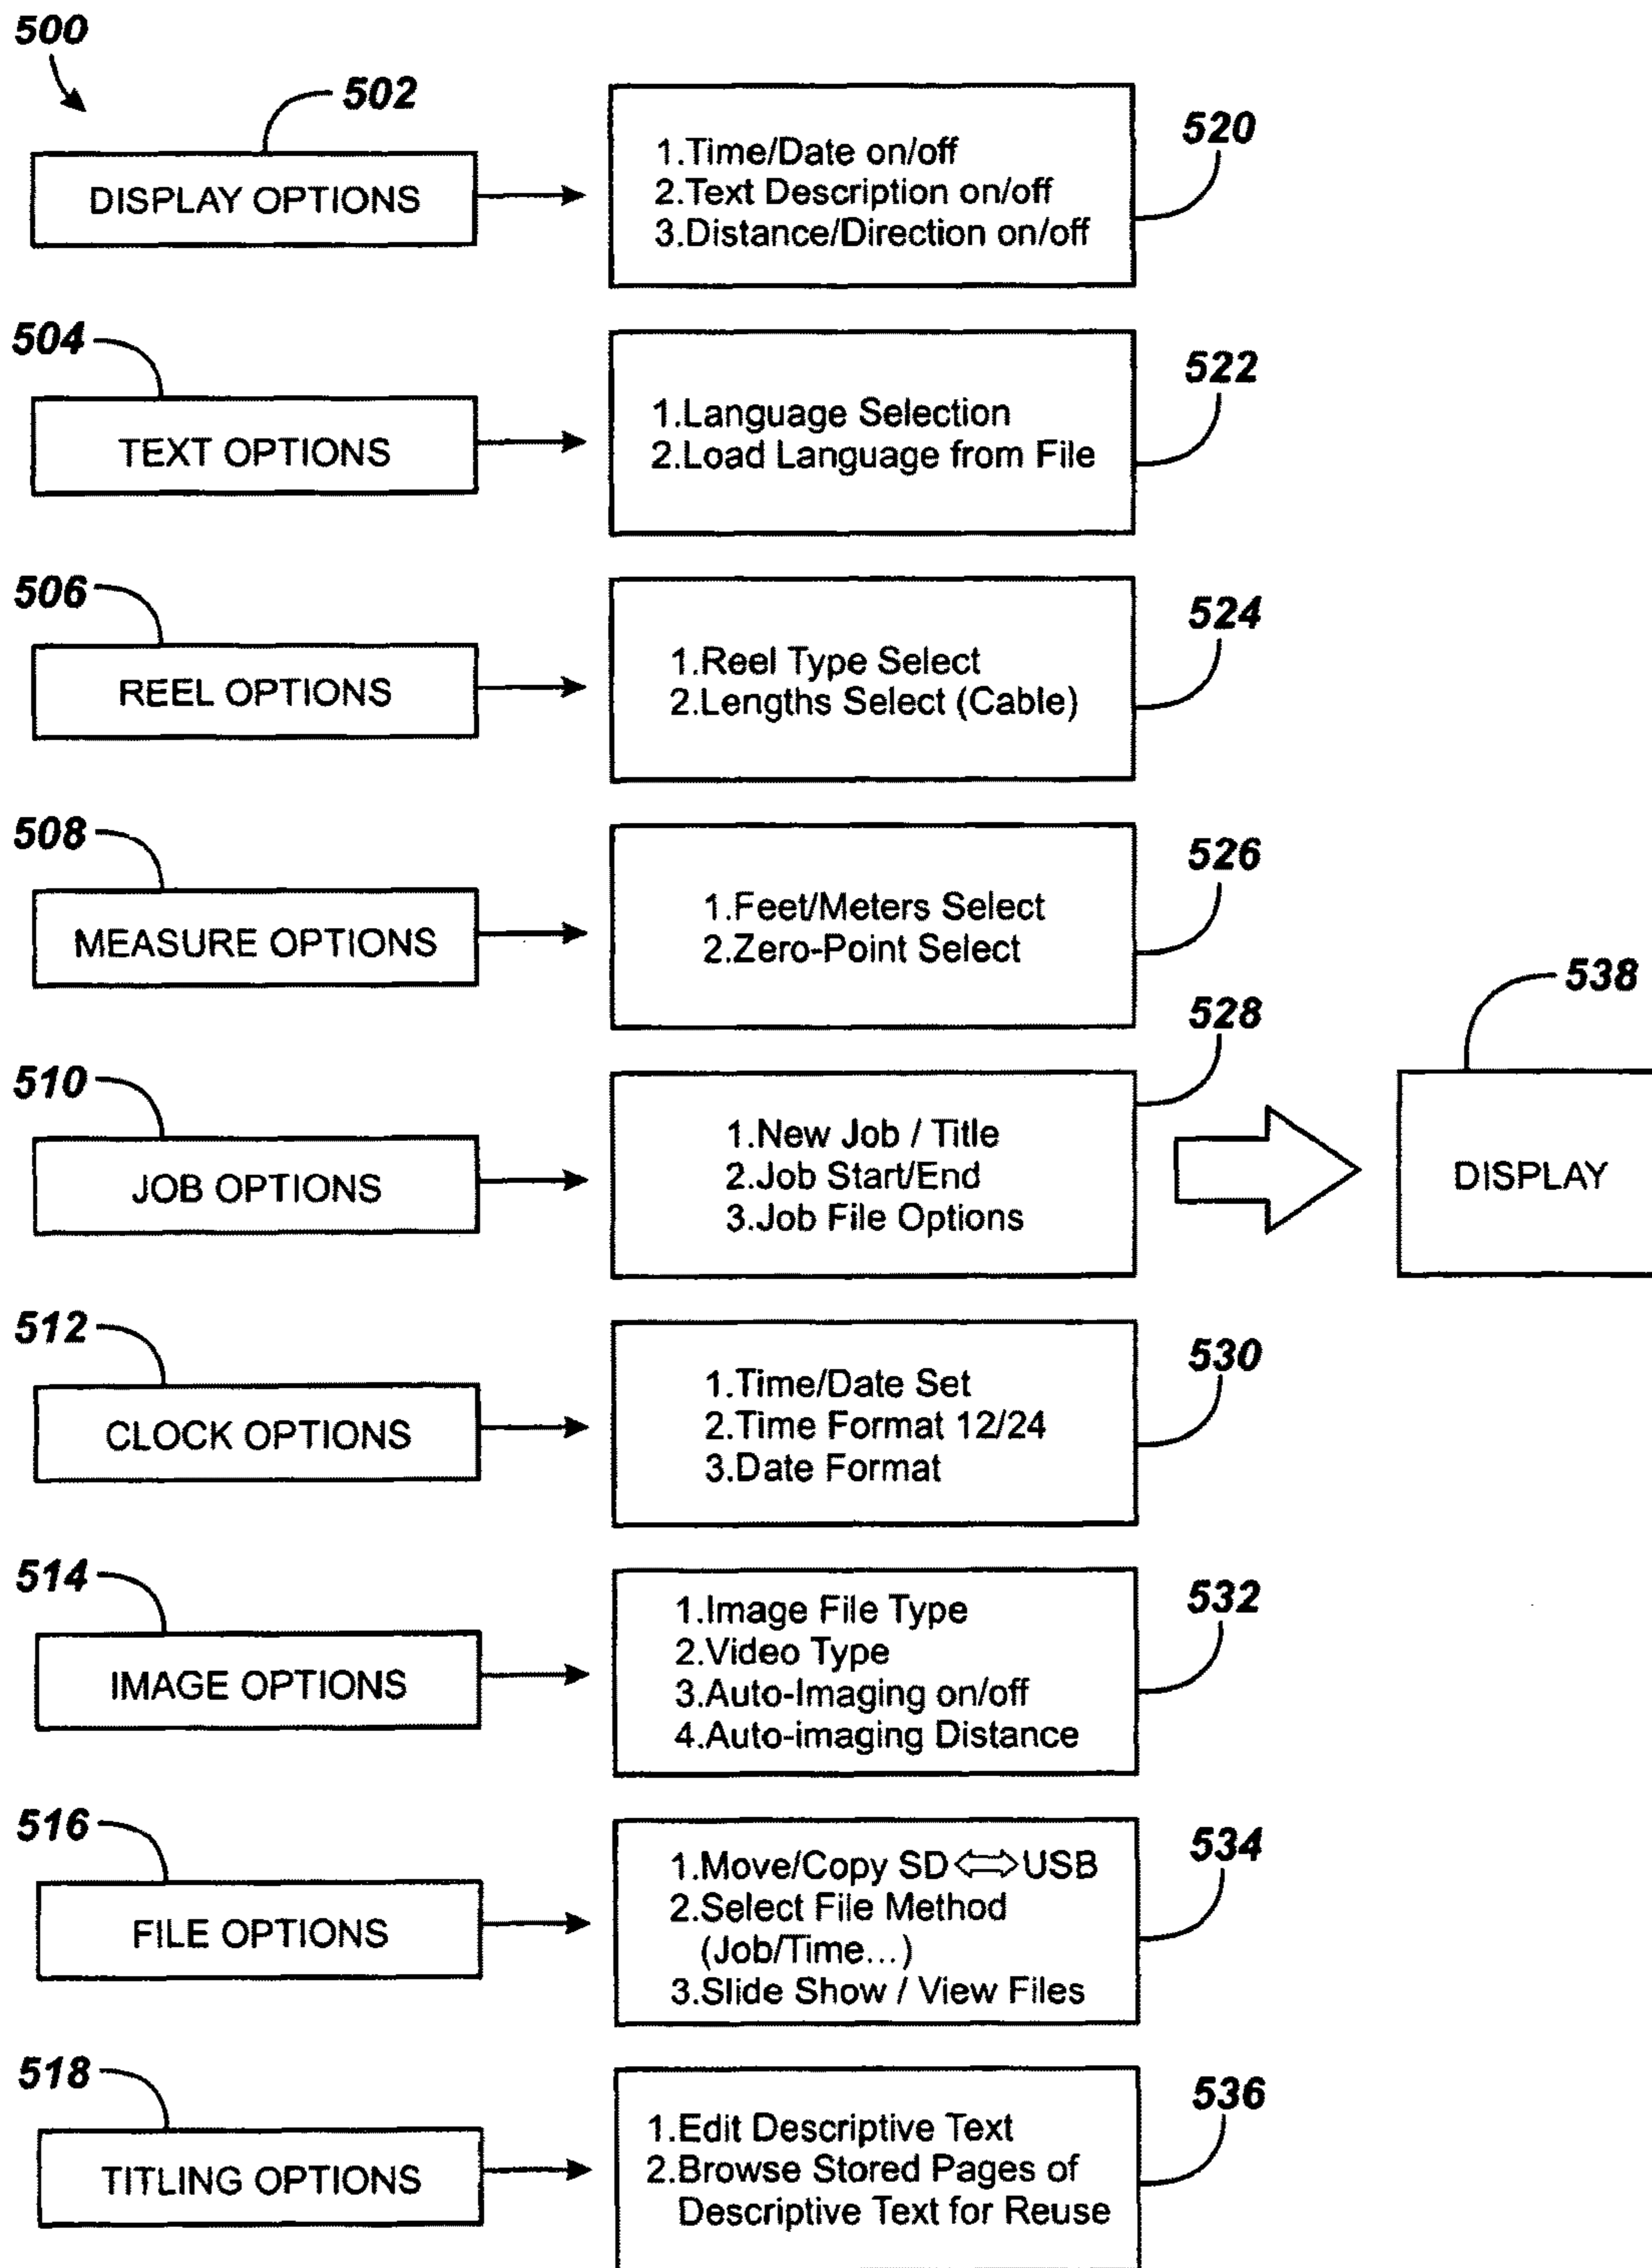 500
502
DISPLAY OPTIONS
1.Time/Date on/off
2.Text Description on/off
3.Distance/Direction on/off
520
504
TEXT OPTIONS
1.Language Selection
2.Load Language from File
522
506
REEL OPTIONS
1.Reel Type Select
2.Lengths Select (Cable)
524
508
MEASURE OPTIONS
1.Feet/Meters Select
2.Zero-Point Select
526
510
JOB OPTIONS
1.New Job / Title
2.Job Start/End
3.Job File Options
528
538
DISPLAY
512
CLOCK OPTIONS
1.Time/Date Set
2.Time Format 12/24
3.Date Format
530
514
IMAGE OPTIONS
1.Image File Type
2.Video Type
3.Auto-Imaging on/off
4.Auto-imaging Distance
532
516
FILE OPTIONS
1.Move/Copy SD⇔USB
2.Select File Method
(Job/Time...)
3.Slide Show / View Files
534
518
TITLING OPTIONS
1.Edit Descriptive Text
2.Browse Stored Pages of
Descriptive Text for Reuse
536